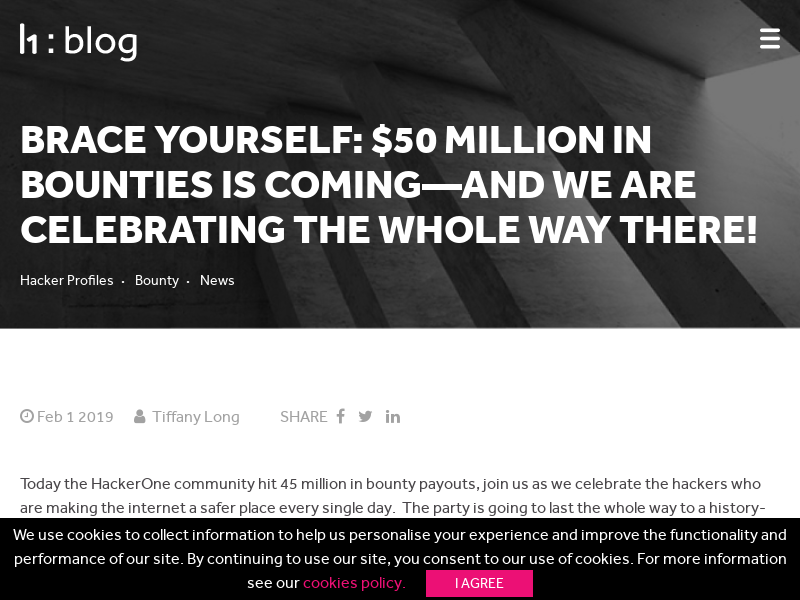 h1 : blog
BRACE YOURSELF: $50 MILLION IN
BOUNTIES IS COMING—AND WE ARE
CELEBRATING THE WHOLE WAY THERE!
Hacker Profiles · Bounty · News
Feb 1 2019 Tiffany Long SHARE
Today the HackerOne community hit 45 million in bounty payouts, join us as we celebrate the hackers who
are making the internet a safer place every single day. The party is going to last the whole way to a history-
We use cookies to collect information to help us personalise your experience and improve the functionality and
performance of our site. By continuing to use our site, you consent to our use of cookies. For more information
see our cookies policy. I AGREE